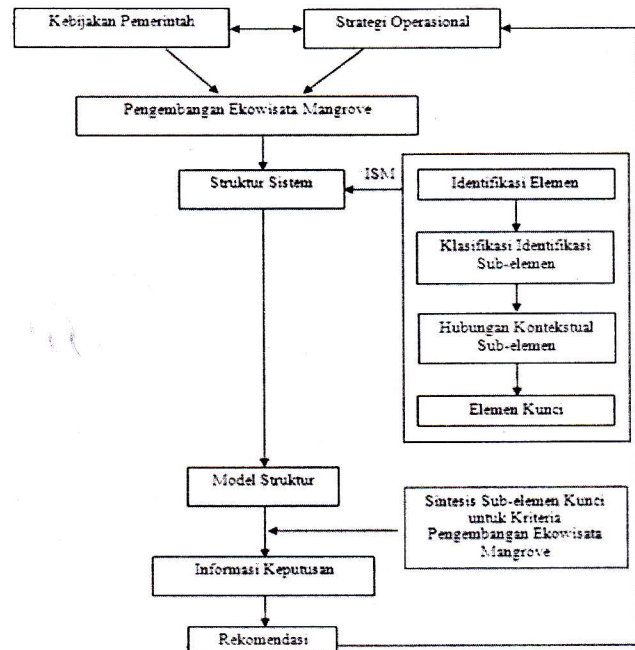 Kebijakan Pemerintah
Strategi Operasional
Pengembangan Ekowisata Mangrove
Struktur Sistem
ISM
Identifikasi Elemen
Klasifikasi Identifikasi
Sub-elemen
Hubungan Kontekstual
Sub-elemen
Elemen Kunci
Model Struktur
Sintesis Sub-elemen Kunci
untuk Kriteria
Pengembangan Ekowisata
Mangrove
Informasi Keputusan
Rekomendasi